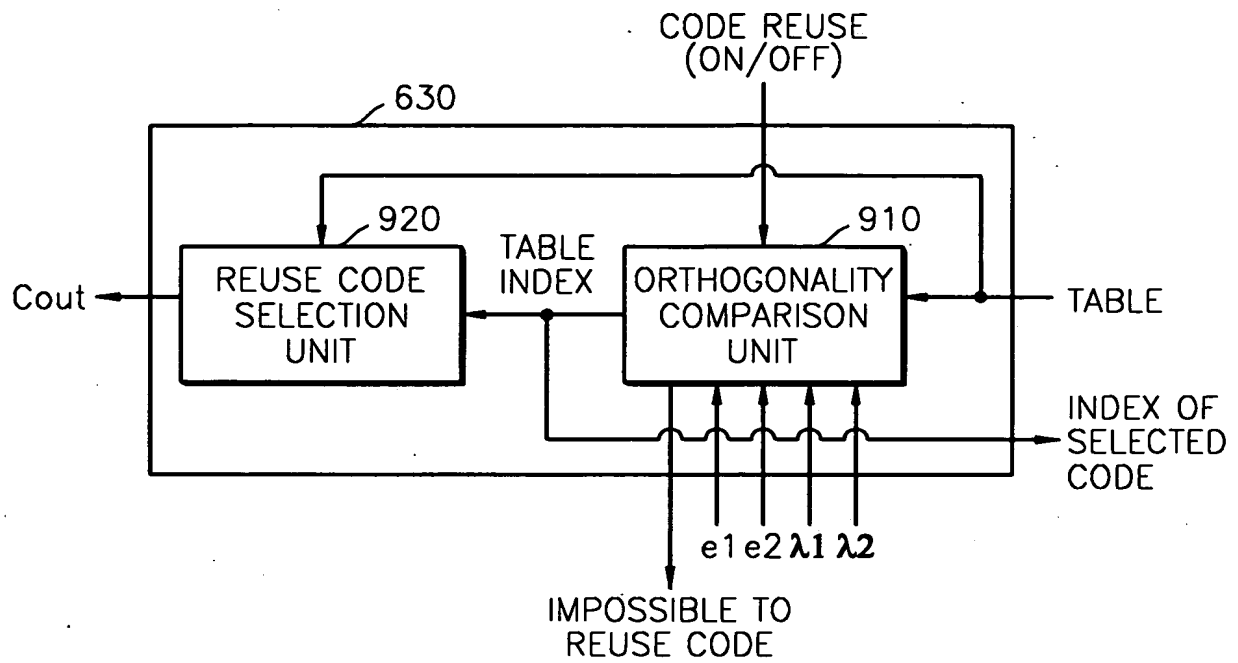 CODE REUSE
(ON/OFF)
630
920
910
TABLE
INDEX
REUSE CODE
SELECTION
UNIT
ORTHOGONALITY
COMPARISON
UNIT
Cout
TABLE
INDEX OF
SELECTED
CODE
e1 e2 λ1 λ2
IMPOSSIBLE TO
REUSE CODE